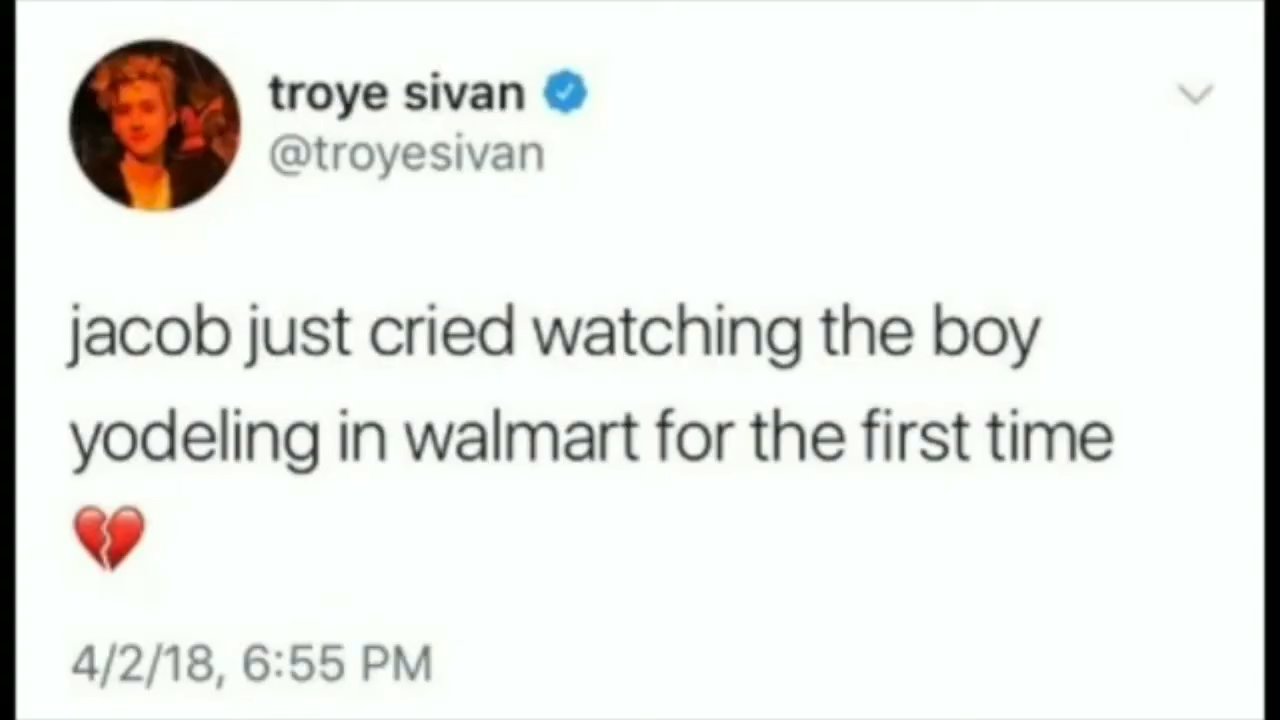 troye sivan
@troyesivan
jacob just cried watching the boy
yodeling in walmart for the first time
💔
4/2/18, 6:55 PM